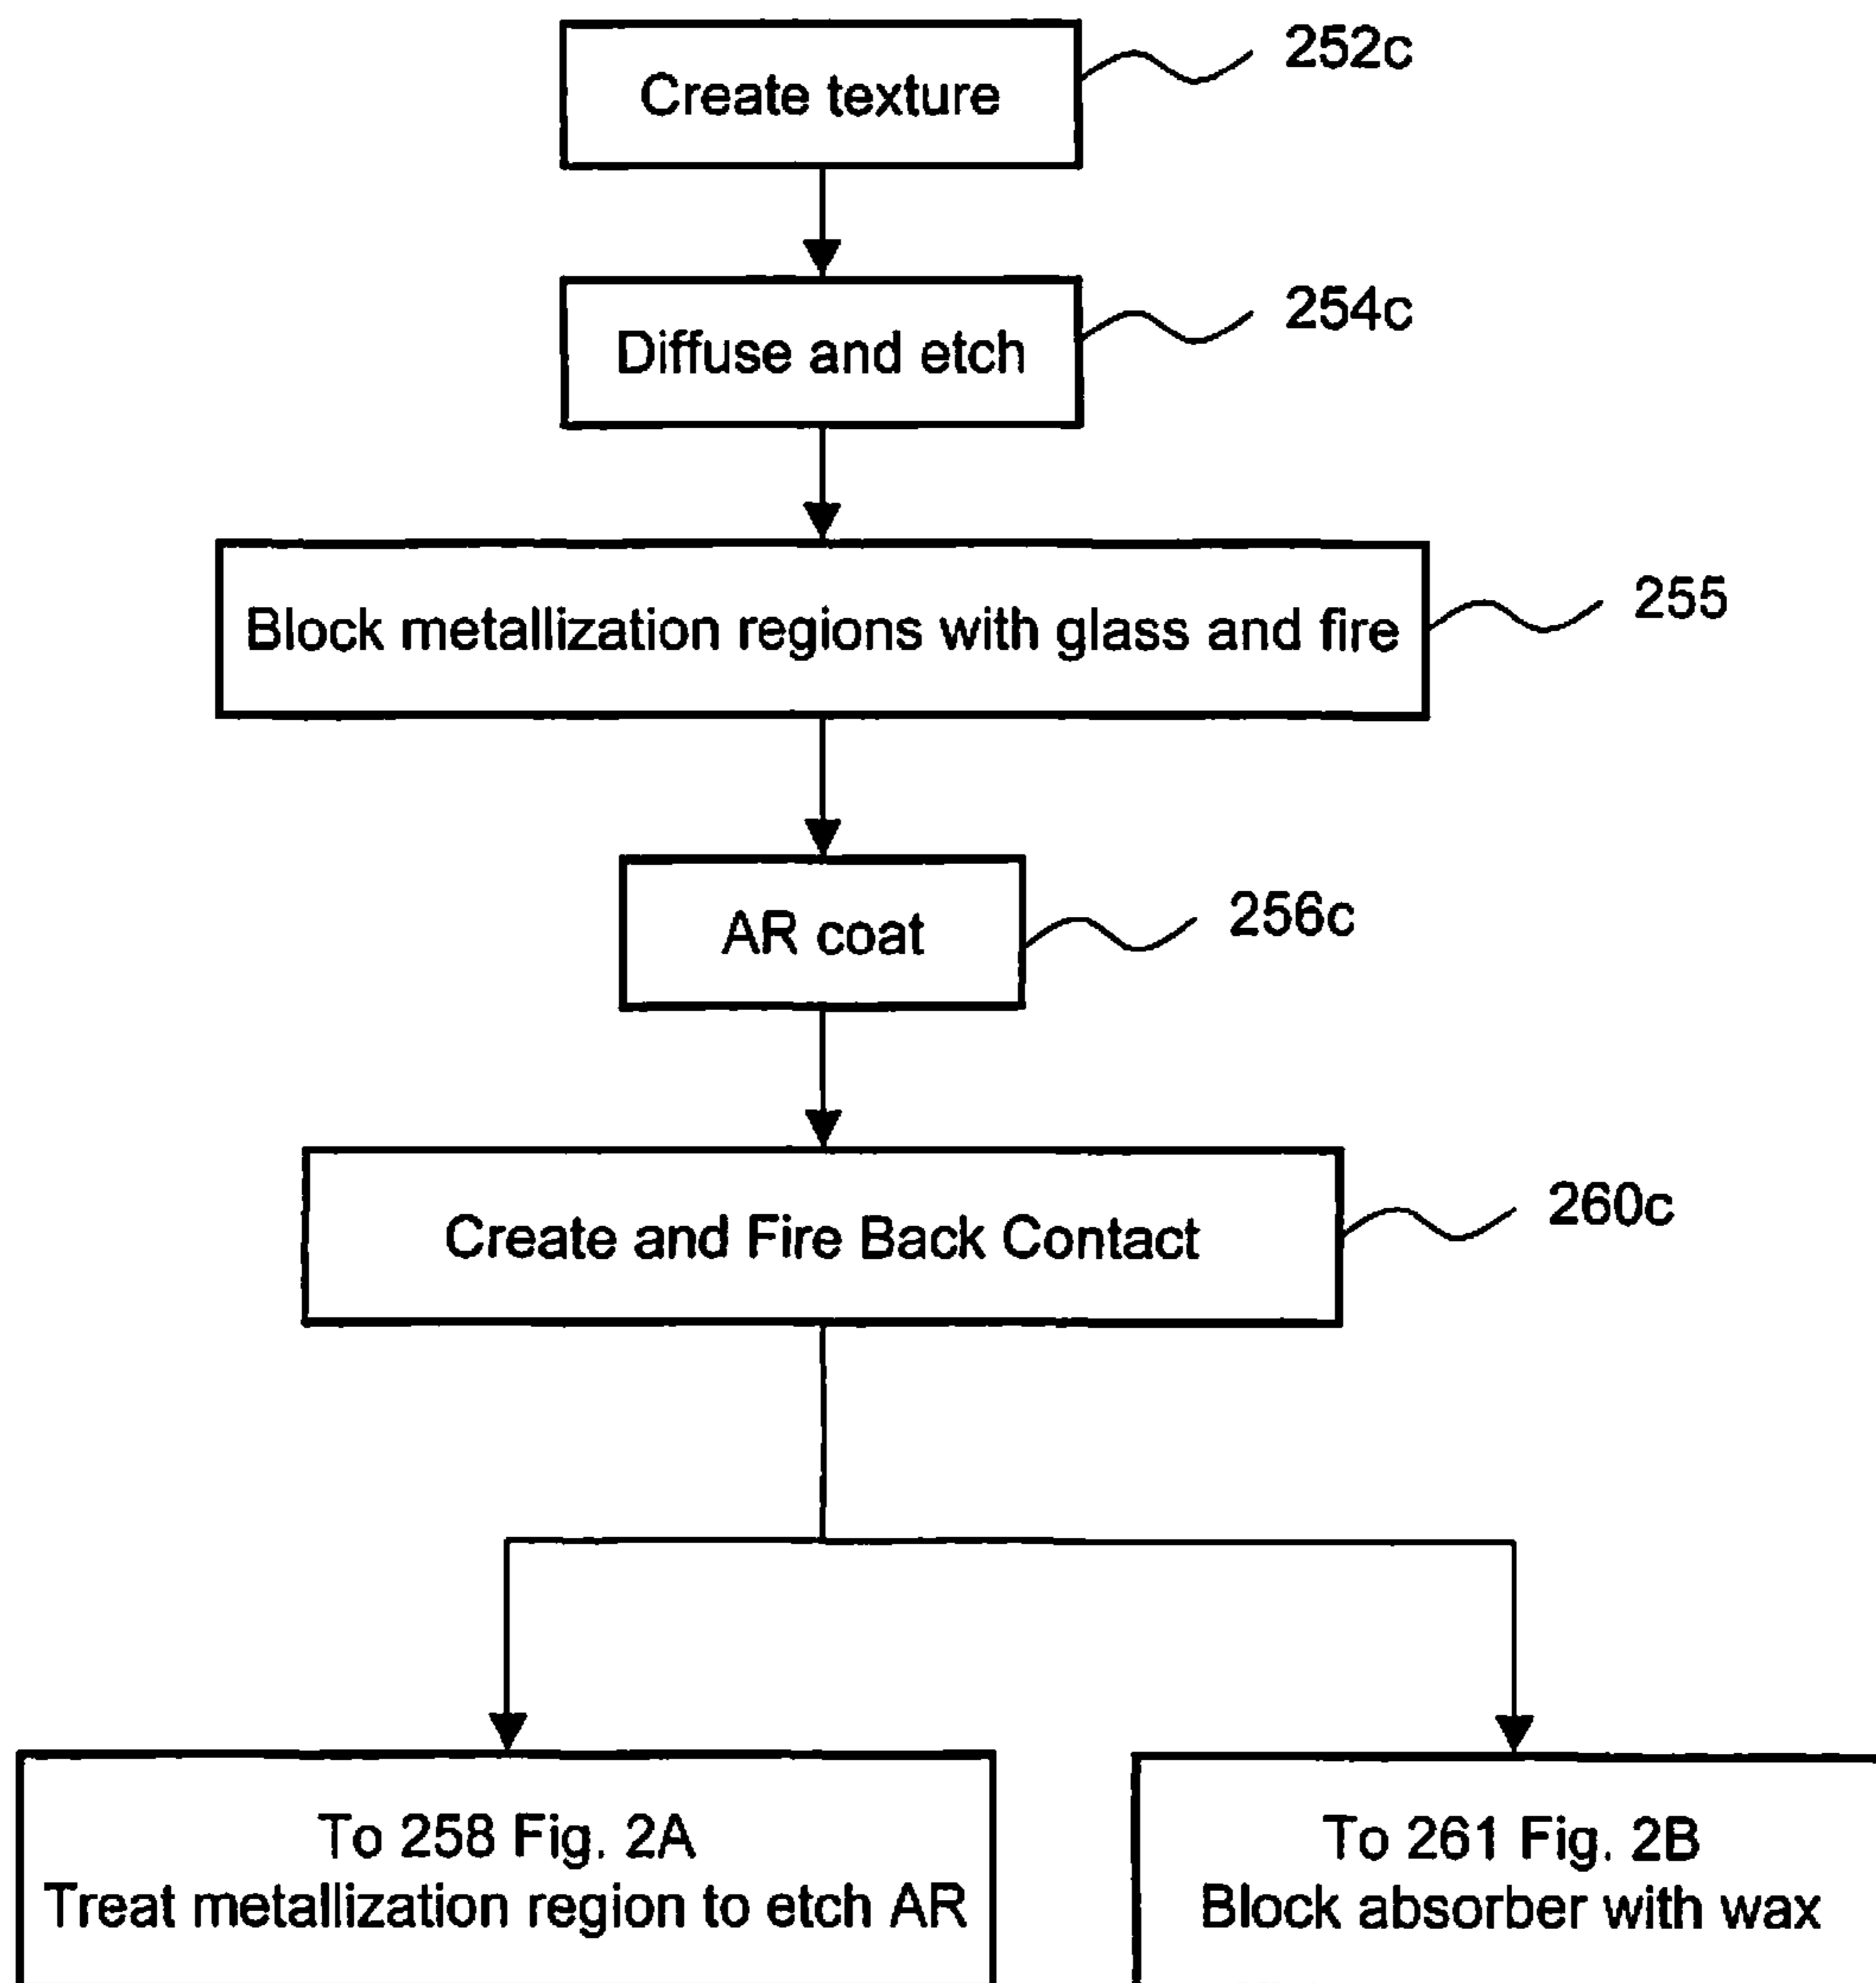 Create texture
252c
Diffuse and etch
254c
Block metallization regions with glass and fire
255
AR coat
256c
Create and Fire Back Contact
260c
To 258 Fig. 2A
Treat metallization region to etch AR
To 261 Fig. 2B
Block absorber with wax